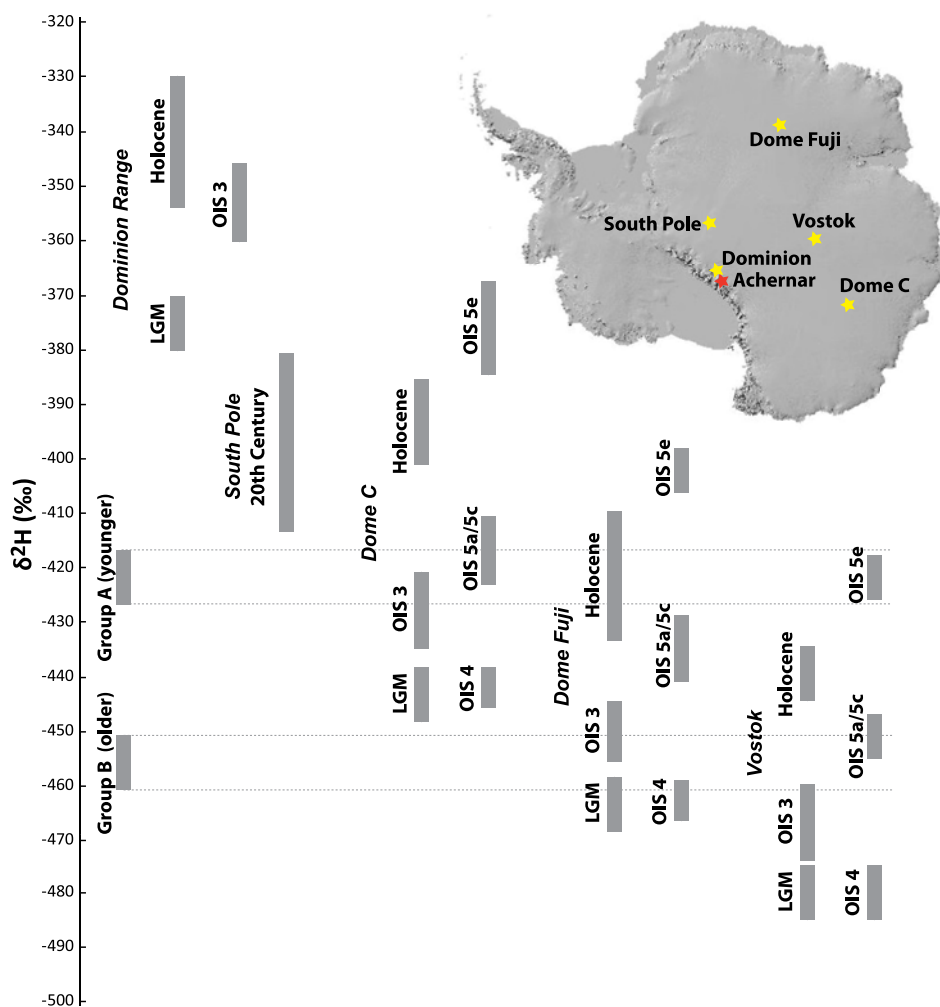 -320
-330
-340
-350
-360
-370
-380
-390
-400
-410
-420
-430
-440
-450
-460
-470
-480
-490
-500
δ²H (‰)
Group A (younger)
Group B (older)
Dominion Range
Holocene
LGM
OIS 3
South Pole
20th Century
Dome C
Holocene
OIS 3
LGM
OIS 5e
OIS 5a/5c
OIS 4
Dome Fuji
Holocene
OIS 3
LGM
OIS 5e
OIS 5a/5c
OIS 4
Vostok
Holocene
OIS 3
LGM
OIS 5e
OIS 5a/5c
OIS 4
Dome Fuji
South Pole
Vostok
Dominion
Achernar
Dome C